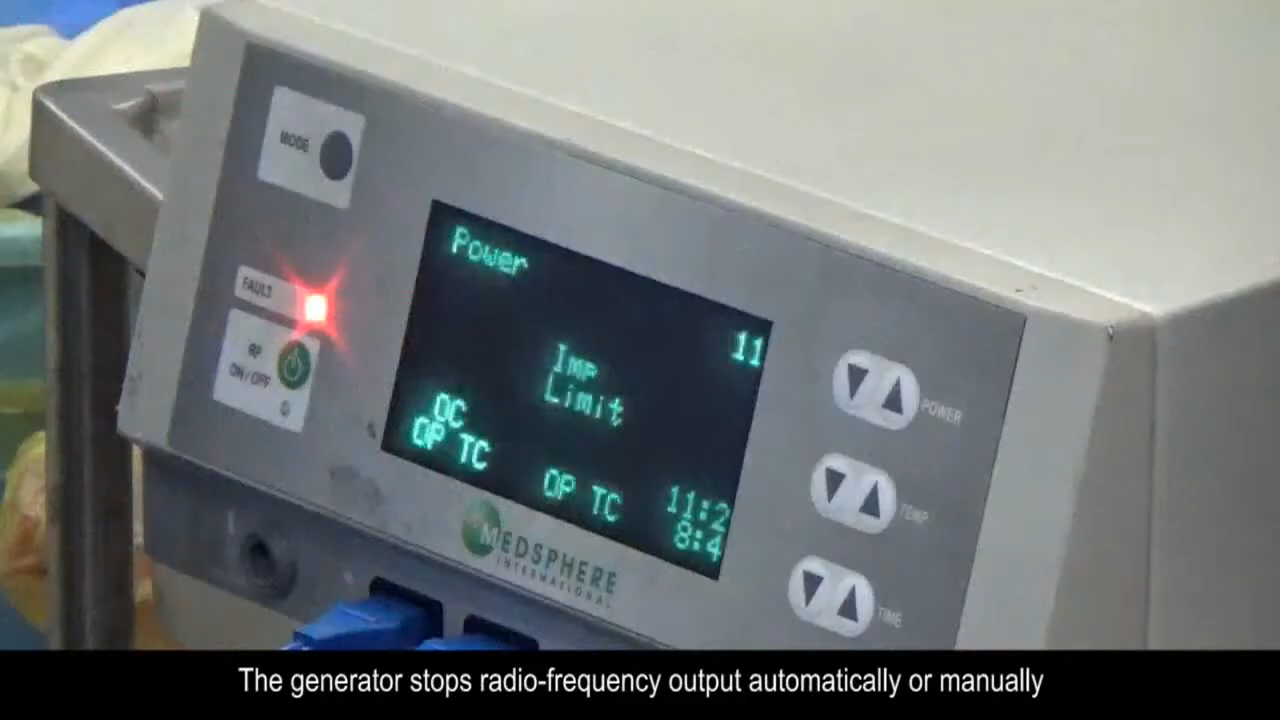 MODE
FAULT
RF
ON / OFF
Power
11
Imp
Limit
OC
OP TC
OP TC
11:2
8:4
POWER
TEMP
TIME
MEDSPHERE
INTERNATIONAL
The generator stops radio-frequency output automatically or manually